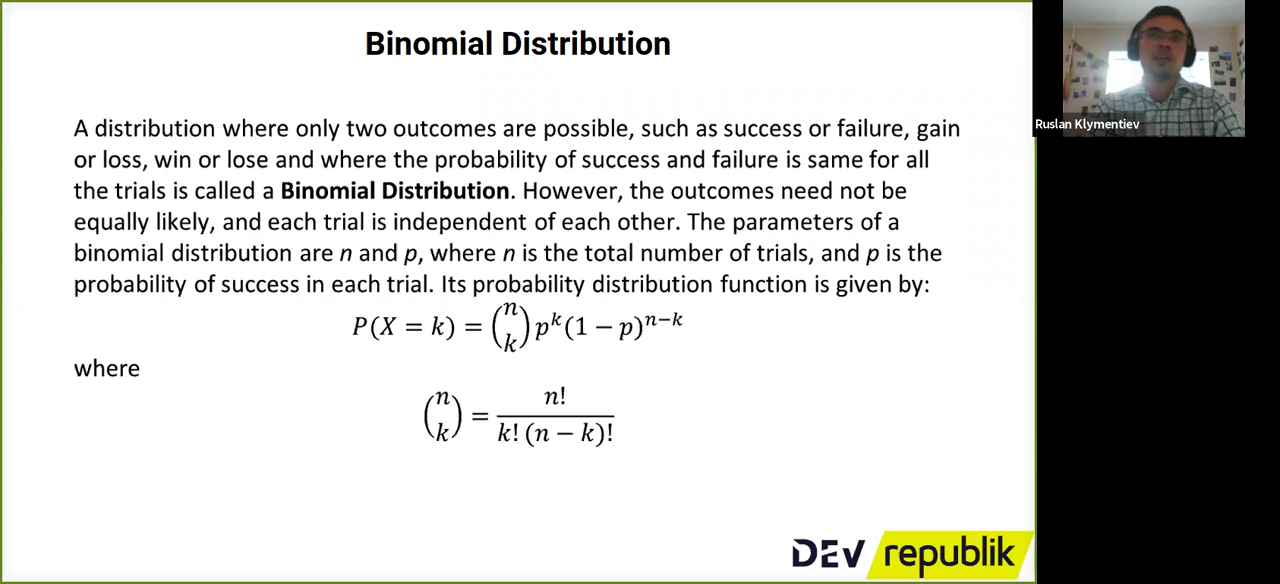 Binomial Distribution
A distribution where only two outcomes are possible, such as success or failure, gain
or loss, win or lose and where the probability of success and failure is same for all
the trials is called a Binomial Distribution. However, the outcomes need not be
equally likely, and each trial is independent of each other. The parameters of a
binomial distribution are n and p, where n is the total number of trials, and p is the
probability of success in each trial. Its probability distribution function is given by:
P(X = k) = (n k) p^k (1 − p)^{n−k}
where
(n k) = n! / k! (n − k)!
DEV republik
Ruslan Klymentiev